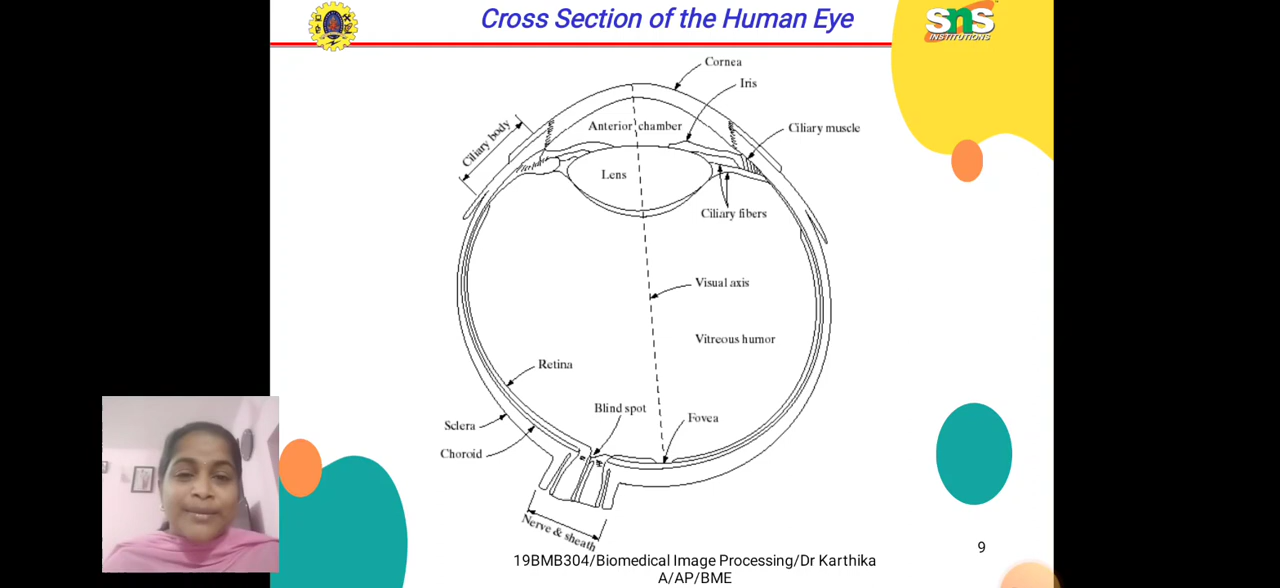 Cross Section of the Human Eye
SNS
INSTITUTIONS
Cornea
Iris
Ciliary body
Anterior chamber
Ciliary muscle
Lens
Ciliary fibers
Visual axis
Vitreous humor
Retina
Blind spot
Fovea
Sclera
Choroid
Nerve & sheath
9
19BMB304/Biomedical Image Processing/Dr Karthika
A/AP/BME